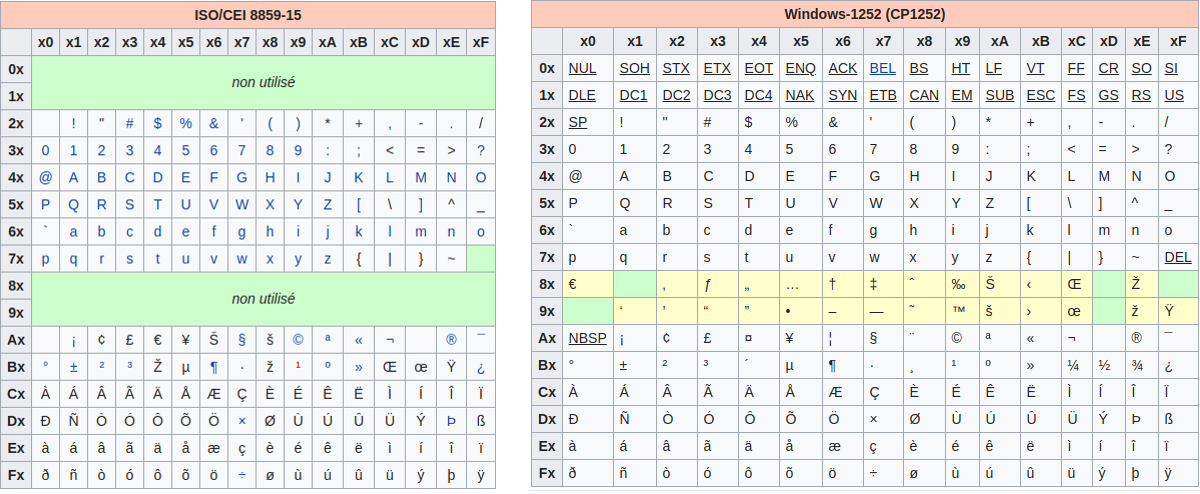 ISO/CEI 8859-15
x0 x1 x2 x3 x4 x5 x6 x7 x8 x9 xA xB xC xD xE xF
0x
non utilisé
1x
2x ! " # $ % & ' ( ) * + , - . /
3x 0 1 2 3 4 5 6 7 8 9 : ; < = > ?
4x @ A B C D E F G H I J K L M N O
5x P Q R S T U V W X Y Z [ \ ] ^ _
6x ` a b c d e f g h i j k l m n o
7x p q r s t u v w x y z { | } ~
8x
non utilisé
9x
Ax ¡ ¢ £ € ¥ Š § š © ª « ¬ ® ¯
Bx ° ± ² ³ Ž µ ¶ · ž ¹ º » Œ œ Ÿ ¿
Cx À Á Â Ã Ä Å Æ Ç È É Ê Ë Ì Í Î Ï
Dx Ð Ñ Ò Ó Ô Õ Ö × Ø Ù Ú Û Ü Ý Þ ß
Ex à á â ã ä å æ ç è é ê ë ì í î ï
Fx ð ñ ò ó ô õ ö ÷ ø ù ú û ü ý þ ÿ
Windows-1252 (CP1252)
x0 x1 x2 x3 x4 x5 x6 x7 x8 x9 xA xB xC xD xE xF
0x NUL SOH STX ETX EOT ENQ ACK BEL BS HT LF VT FF CR SO SI
1x DLE DC1 DC2 DC3 DC4 NAK SYN ETB CAN EM SUB ESC FS GS RS US
2x SP ! " # $ % & ' ( ) * + , - . /
3x 0 1 2 3 4 5 6 7 8 9 : ; < = > ?
4x @ A B C D E F G H I J K L M N O
5x P Q R S T U V W X Y Z [ \ ] ^ _
6x ` a b c d e f g h i j k l m n o
7x p q r s t u v w x y z { | } ~ DEL
8x € ‚ ƒ „ … † ‡ ˆ ‰ Š ‹ Œ Ž
9x ‘ ’ “ ” • – — ˜ ™ š › œ ž Ÿ
Ax NBSP ¡ ¢ £ ¤ ¥ ¦ § ¨ © ª « ¬ ® ¯
Bx ° ± ² ³ ´ µ ¶ · ¸ ¹ º » ¼ ½ ¾ ¿
Cx À Á Â Ã Ä Å Æ Ç È É Ê Ë Ì Í Î Ï
Dx Ð Ñ Ò Ó Ô Õ Ö × Ø Ù Ú Û Ü Ý Þ ß
Ex à á â ã ä å æ ç è é ê ë ì í î ï
Fx ð ñ ò ó ô õ ö ÷ ø ù ú û ü ý þ ÿ